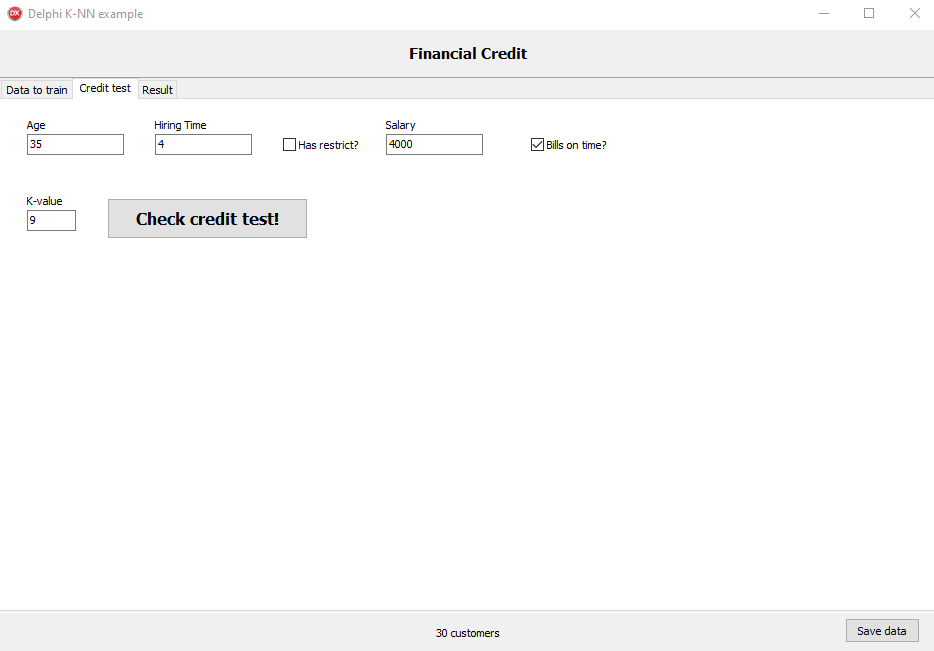 DX Delphi K-NN example
Financial Credit
Data to train Credit test Result
Age Hiring Time Salary
35 4 Has restrict? 4000 Bills on time?
K-value
9 Check credit test!
30 customers Save data